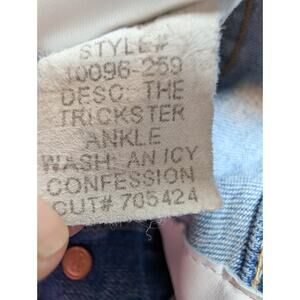 STYLE#
10096-259
DESC: THE
TRICKSTER
ANKLE
WASH: AN ICY
CONFESSION
CUT# 705424